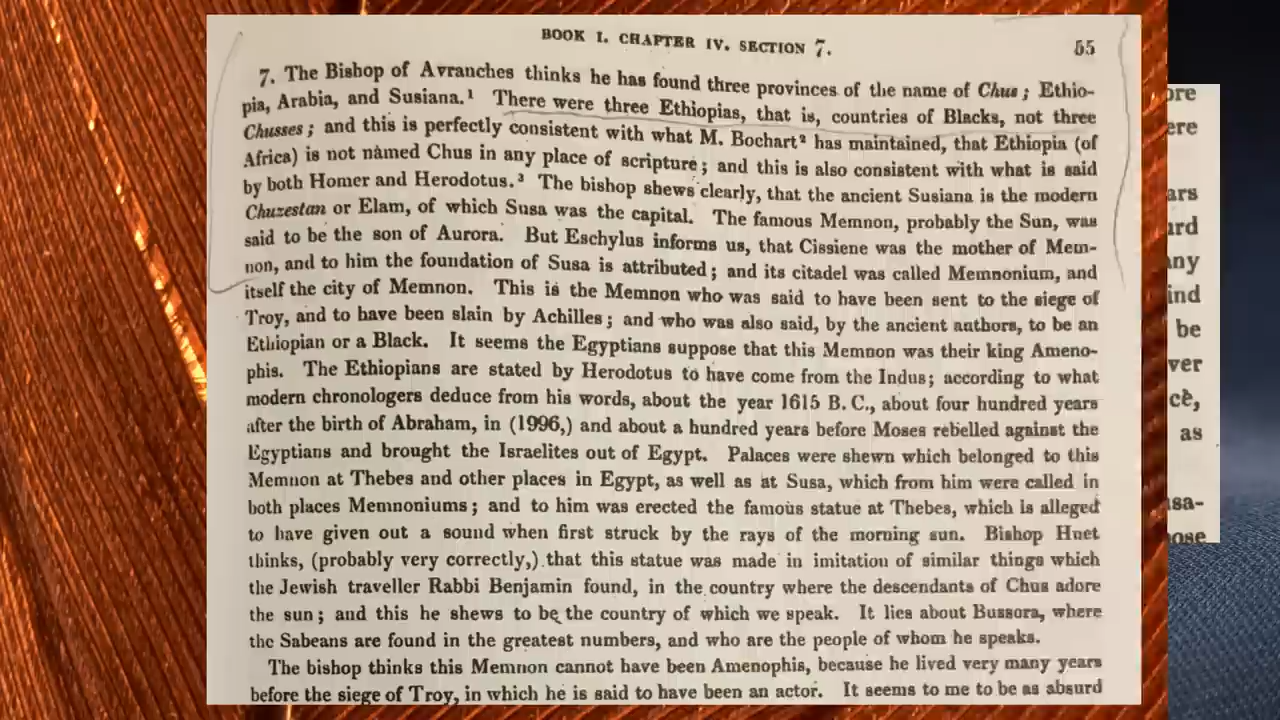 BOOK I. CHAPTER IV. SECTION 7. 55
7. The Bishop of Avranches thinks he has found three provinces of the name of Chus; Ethio-
pia, Arabia, and Susiana.¹ There were three Ethiopias, that is, countries of Blacks, not three
Chusses; and this is perfectly consistent with what M. Bochart² has maintained, that Ethiopia (of
Africa) is not named Chus in any place of scripture; and this is also consistent with what is said
by both Homer and Herodotus.³ The bishop shews clearly, that the ancient Susiana is the modern
Chuzestan or Elam, of which Susa was the capital. The famous Memnon, probably the Sun, was
said to be the son of Aurora. But Eschylus informs us, that Cissiene was the mother of Mem-
non, and to him the foundation of Susa is attributed; and its citadel was called Memnonium, and
itself the city of Memnon. This is the Memnon who was said to have been sent to the siege of
Troy, and to have been slain by Achilles; and who was also said, by the ancient authors, to be an
Ethiopian or a Black. It seems the Egyptians suppose that this Memnon was their king Ameno-
phis. The Ethiopians are stated by Herodotus to have come from the Indus; according to what
modern chronologers deduce from his words, about the year 1615 B. C., about four hundred years
after the birth of Abraham, in (1996,) and about a hundred years before Moses rebelled against the
Egyptians and brought the Israelites out of Egypt. Palaces were shewn which belonged to this
Memnon at Thebes and other places in Egypt, as well as at Susa, which from him were called in
both places Memnoniums; and to him was erected the famous statue at Thebes, which is alleged
to have given out a sound when first struck by the rays of the morning sun. Bishop Huet
thinks, (probably very correctly,) that this statue was made in imitation of similar things which
the Jewish traveller Rabbi Benjamin found, in the country where the descendants of Chus adore
the sun; and this he shews to be the country of which we speak. It lies about Bussora, where
the Sabeans are found in the greatest numbers, and who are the people of whom he speaks.
The bishop thinks this Memnon cannot have been Amenophis, because he lived very many years
before the siege of Troy, in which he is said to have been an actor. It seems to me to be as absurd
ore
ere
ars
ard
any
ind
be
ver
cè,
as
usa-
hose